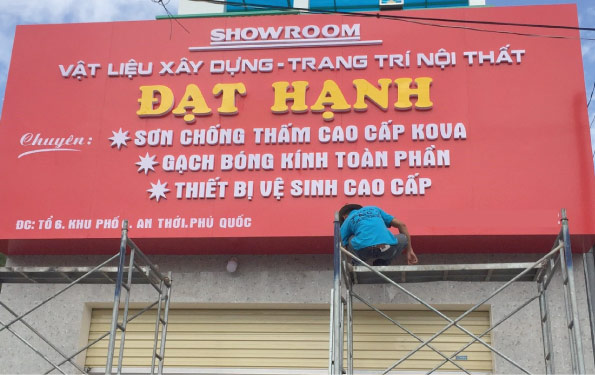 SHOWROOM
VẬT LIỆU XÂY DỰNG - TRANG TRÍ NỘI THẤT
ĐẠT HẠNH
Chuyên:
SƠN CHỐNG THẤM CAO CẤP KOVA
GẠCH BÓNG KÍNH TOÀN PHẦN
THIẾT BỊ VỆ SINH CAO CẤP
ĐC: TỔ 6, KHU PHỐ AN THỚI, PHÚ QUỐC